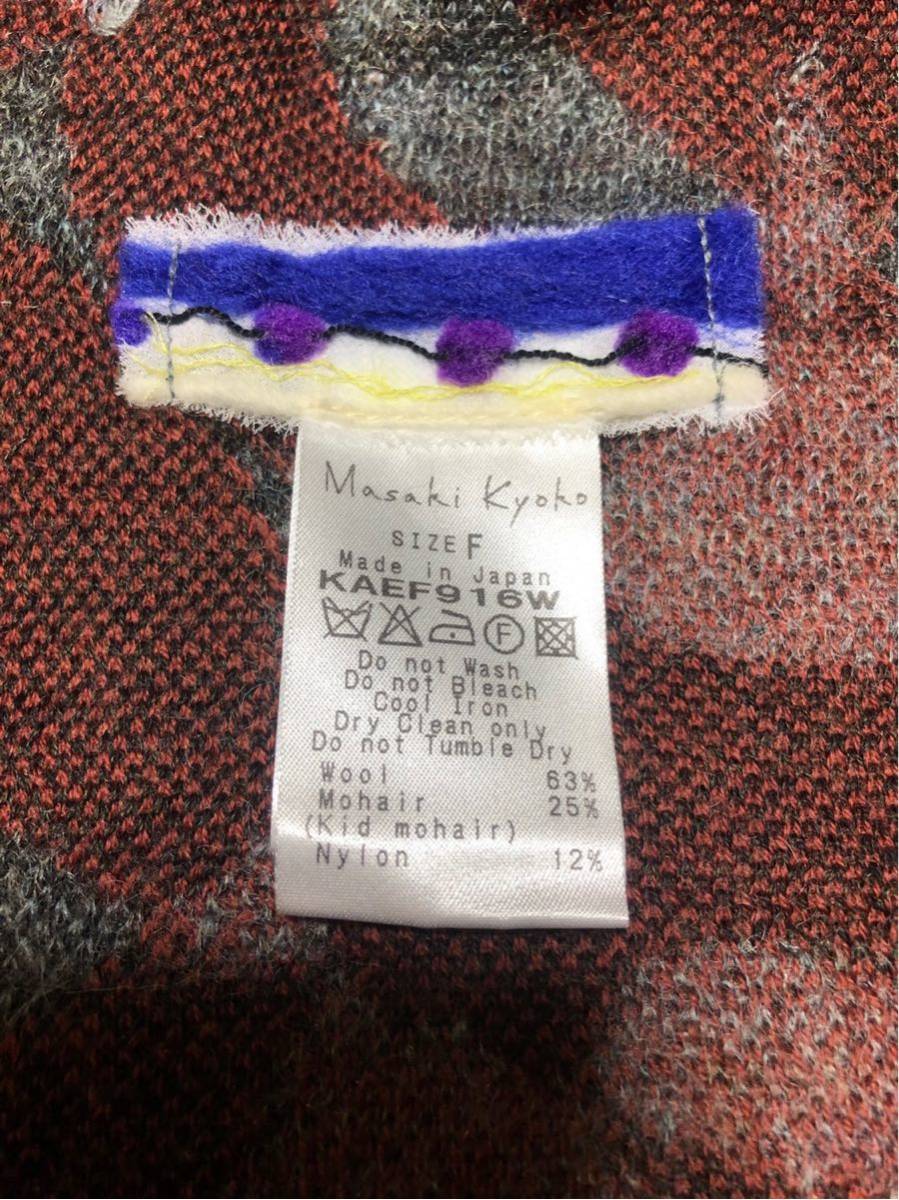 Masaki Kyoko
SIZE F
Made in Japan
KAEF916W
F
Do not Wash
Do not Bleach
Cool Iron
Dry Clean only
Do not Tumble Dry
Wool 63%
Mohair 25%
(Kid mohair)
Nylon 12%